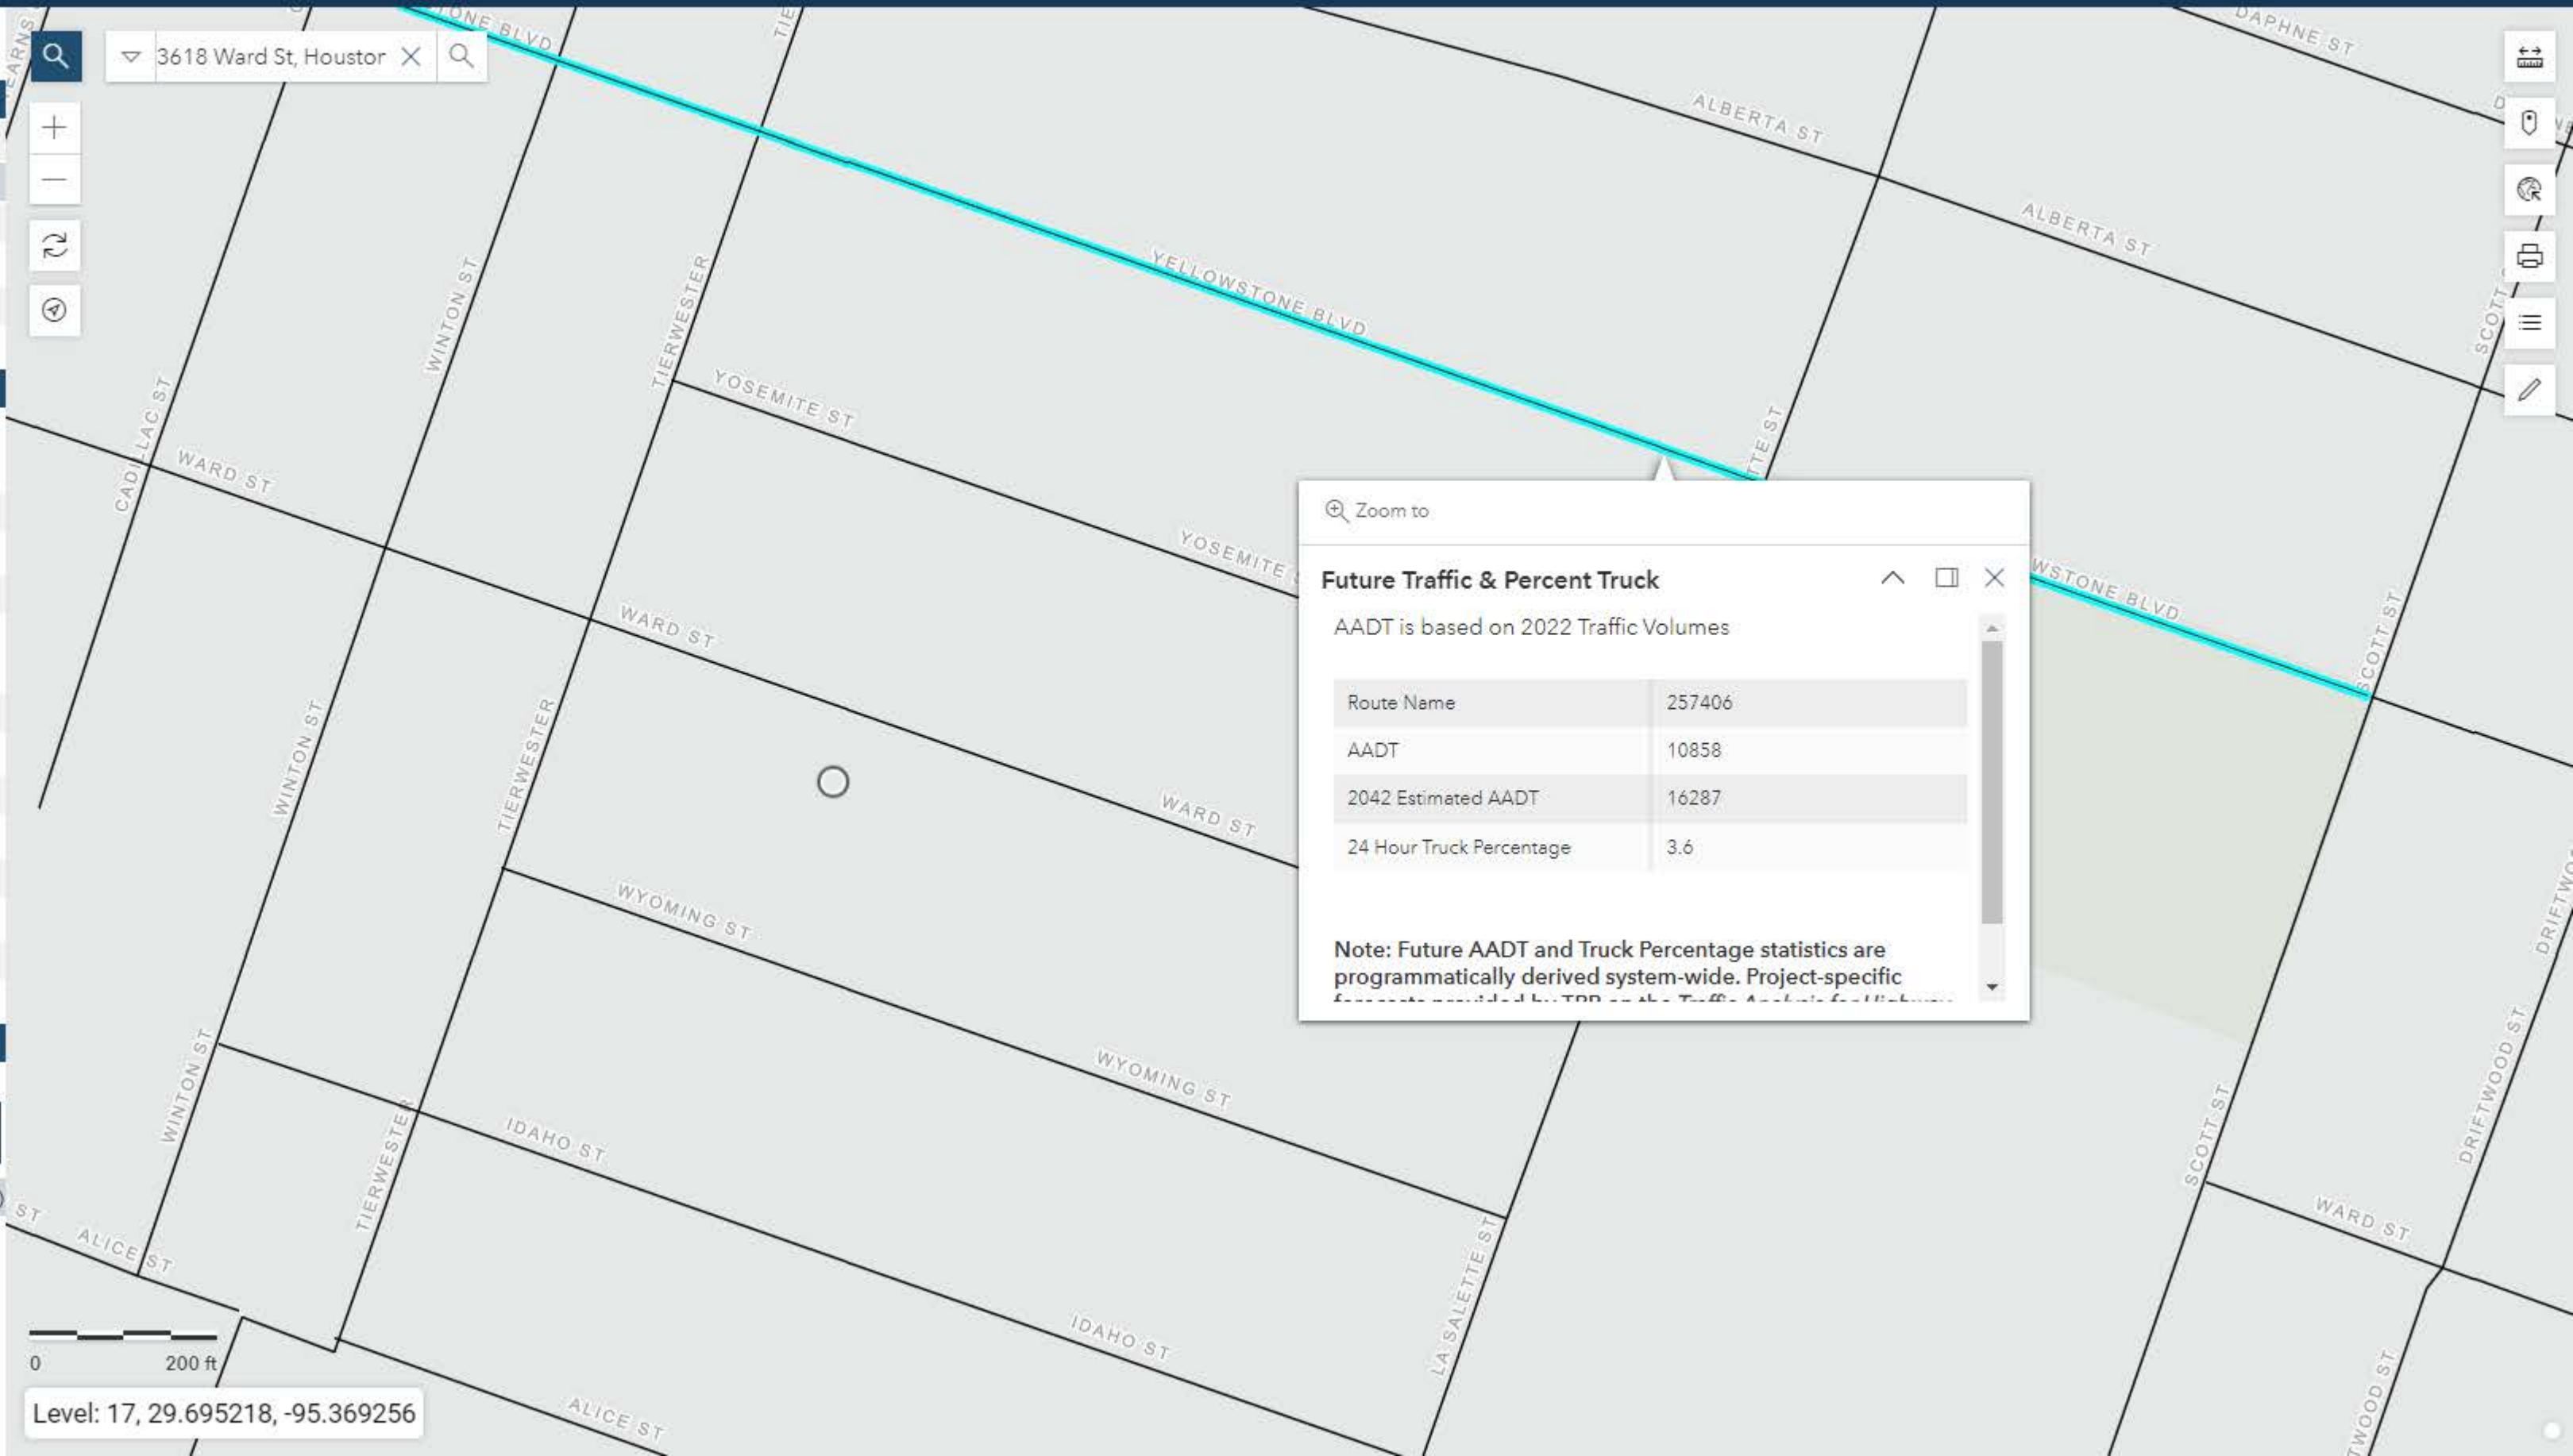 DAPHNE ST
STONE BLVD
3618 Ward St, Houstor
ALBERTA ST
ALBERTA ST
WINTON ST
TIERWESTER
YELLOWSTONE BLVD
YOSEMITE ST
CADILLAC ST
WARD ST
YOSEMITE
WSTONE BLVD
SCOTT ST
Zoom to
Future Traffic & Percent Truck
AADT is based on 2022 Traffic Volumes
Route Name 257406
AADT 10858
2042 Estimated AADT 16287
24 Hour Truck Percentage 3.6
Note: Future AADT and Truck Percentage statistics are
programmatically derived system-wide. Project-specific
WARD ST
WINTON ST
TIERWESTER
WARD ST
WYOMING ST
WYOMING ST
WINTON ST
TIERWESTER
IDAHO ST
IDAHO ST
LA SALETTE ST
SCOTT ST
DRIFTWOOD ST
WARD ST
ST
ALICE ST
ALICE ST
TWOOD ST
0 200 ft
Level: 17, 29.695218, -95.369256